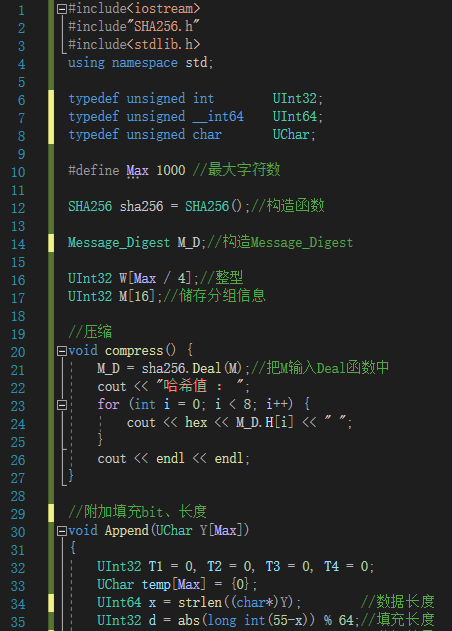 1 #include<iostream>
2 #include"SHA256.h"
3 #include<stdlib.h>
4 using namespace std;
5
6 typedef unsigned int UInt32;
7 typedef unsigned __int64 UInt64;
8 typedef unsigned char UChar;
9
10 #define Max 1000 //最大字符数
11
12 SHA256 sha256 = SHA256();//构造函数
13
14 Message_Digest M_D;//构造Message_Digest
15
16 UInt32 W[Max / 4];//整型
17 UInt32 M[16];//储存分组信息
18
19 //压缩
20 void compress() {
21 M_D = sha256.Deal(M);//把M输入Deal函数中
22 cout << "哈希值 : ";
23 for (int i = 0; i < 8; i++) {
24 cout << hex << M_D.H[i] << " ";
25 }
26 cout << endl << endl;
27 }
28
29 //附加填充bit、长度
30 void Append(UChar Y[Max])
31 {
32 UInt32 T1 = 0, T2 = 0, T3 = 0, T4 = 0;
33 UChar temp[Max] = {0};
34 UInt64 x = strlen((char*)Y); //数据长度
35 UInt32 d = abs(long int(55-x)) % 64;//填充长度